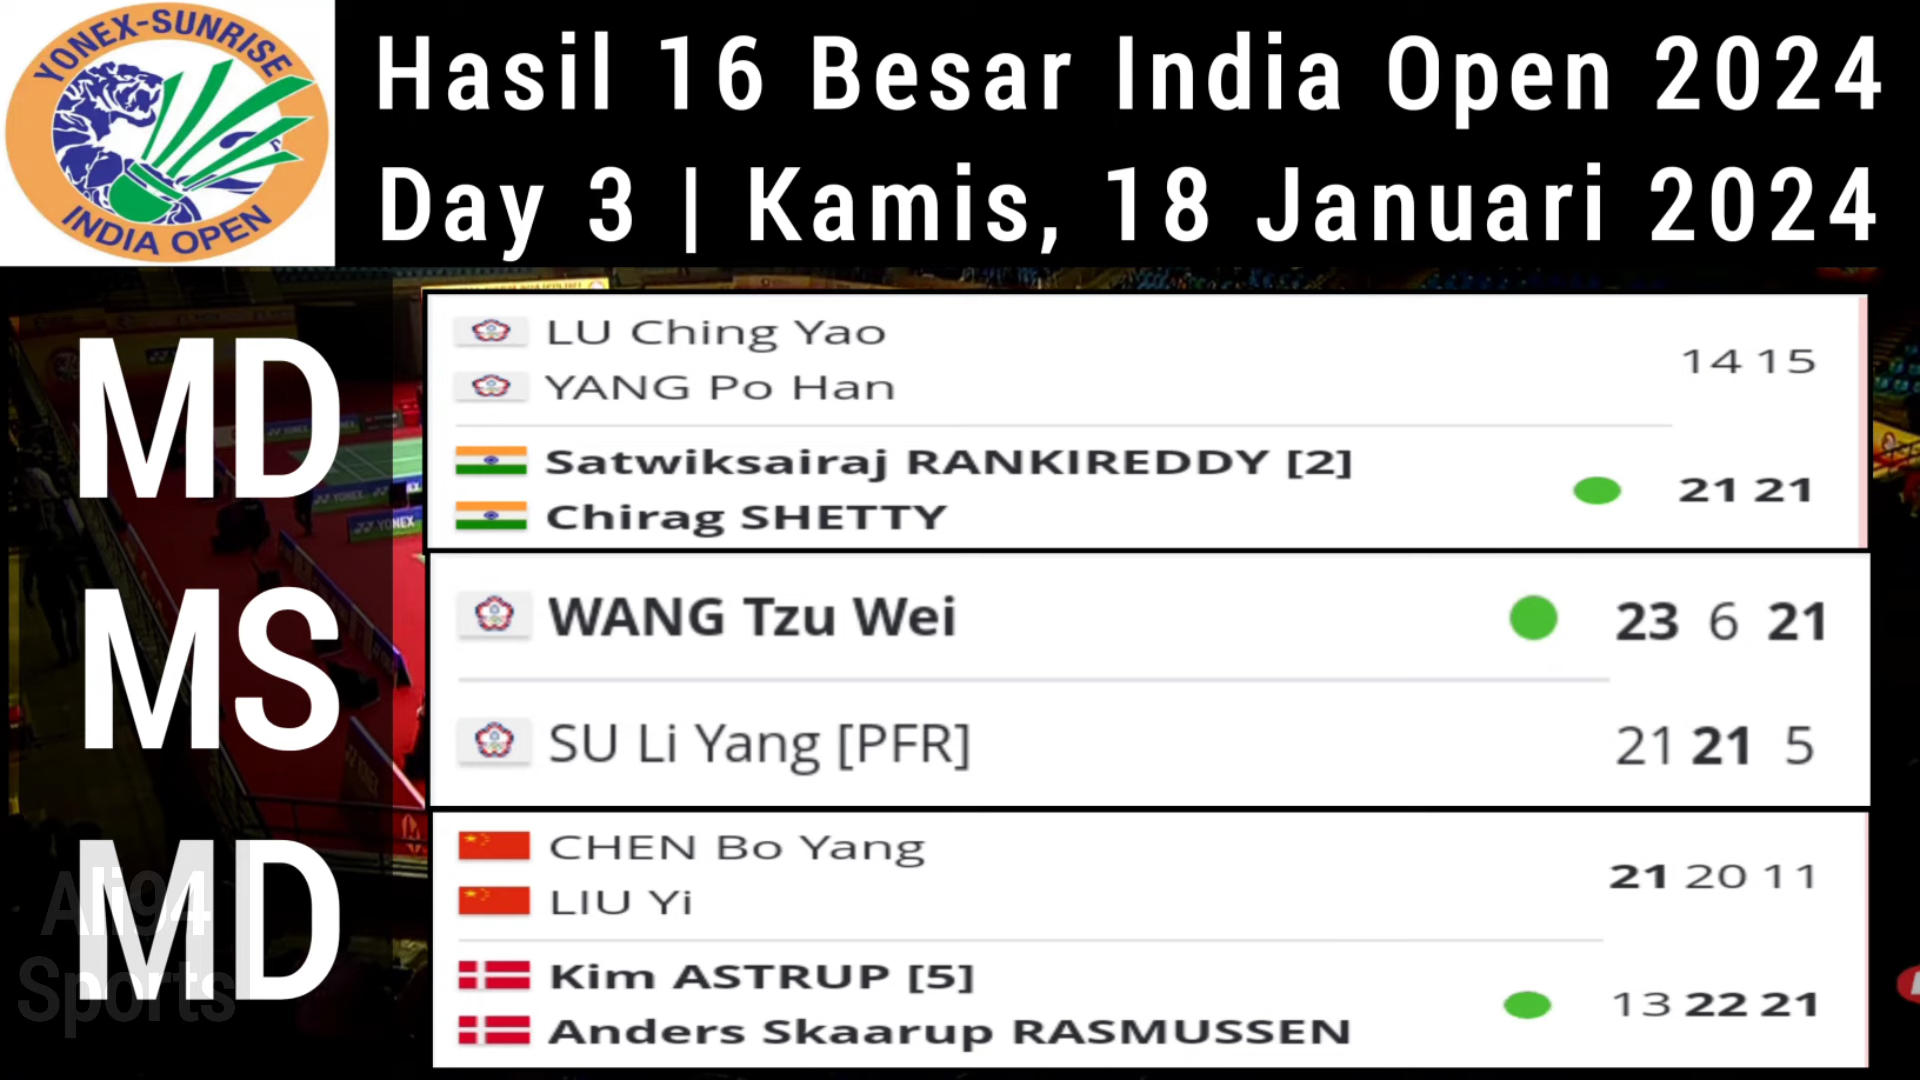 YONEX-SUNRISE
INDIA OPEN
Hasil 16 Besar India Open 2024
Day 3 | Kamis, 18 Januari 2024
MD
LU Ching Yao
YANG Po Han
14 15
Satwiksairaj RANKIREDDY [2]
Chirag SHETTY
21 21
MS
WANG Tzu Wei
23 6 21
SU Li Yang [PFR]
21 21 5
MD
CHEN Bo Yang
LIU Yi
21 20 11
Kim ASTRUP [5]
Anders Skaarup RASMUSSEN
13 22 21
Ali94
Sports
YONEX